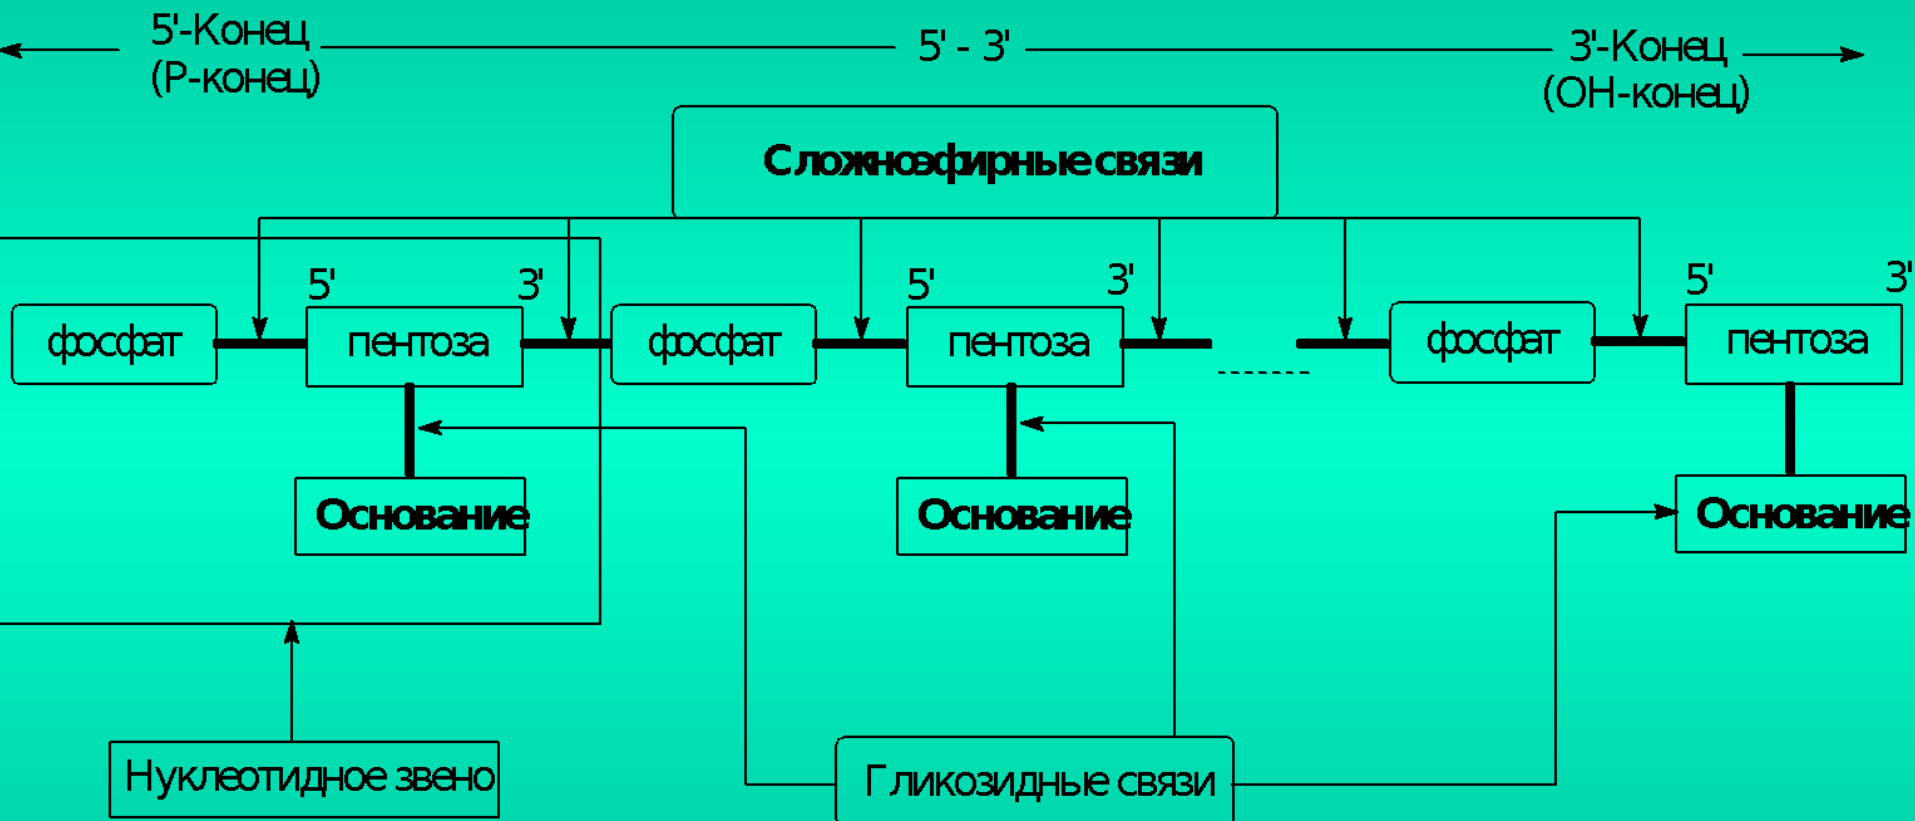 5'-Конец
(Р-конец)
5' - 3'
3'-Конец
(ОН-конец)
Сложноэфирные связи
5'
3'
5'
3'
5'
3'
фосфат
пентоза
фосфат
пентоза
фосфат
пентоза
Основание
Основание
Основание
Нуклеотидное звено
Гликозидные связи